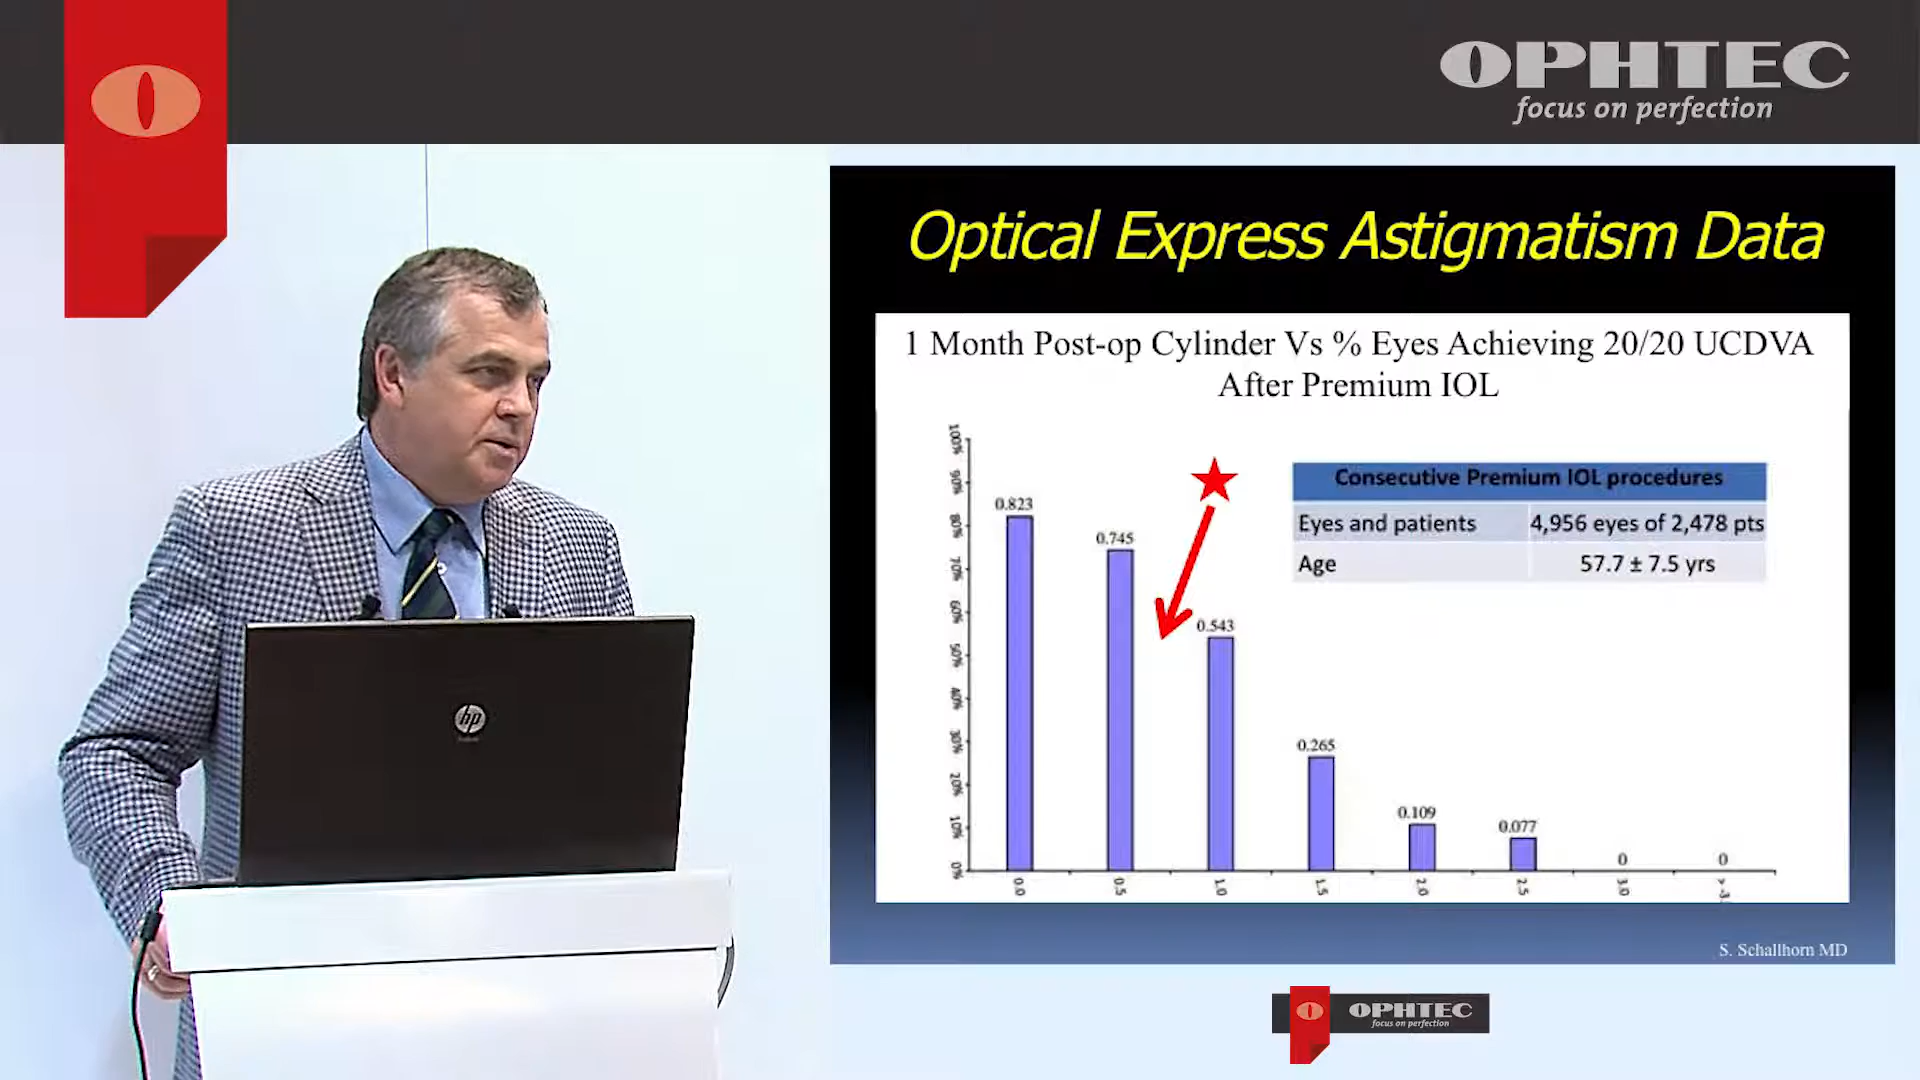 OPHTEC
focus on perfection
Optical Express Astigmatism Data
1 Month Post-op Cylinder Vs % Eyes Achieving 20/20 UCDVA
After Premium IOL
100%
90%
80%
70%
60%
50%
40%
30%
20%
10%
0%
0.823
0.745
0.543
0.265
0.109
0.077
0
0
0.0
0.5
1.0
1.5
2.0
2.5
3.0
> -3.
Consecutive Premium IOL procedures
Eyes and patients 4,956 eyes of 2,478 pts
Age 57.7 ± 7.5 yrs
hp
S. Schallhorn MD
OPHTEC
focus on perfection